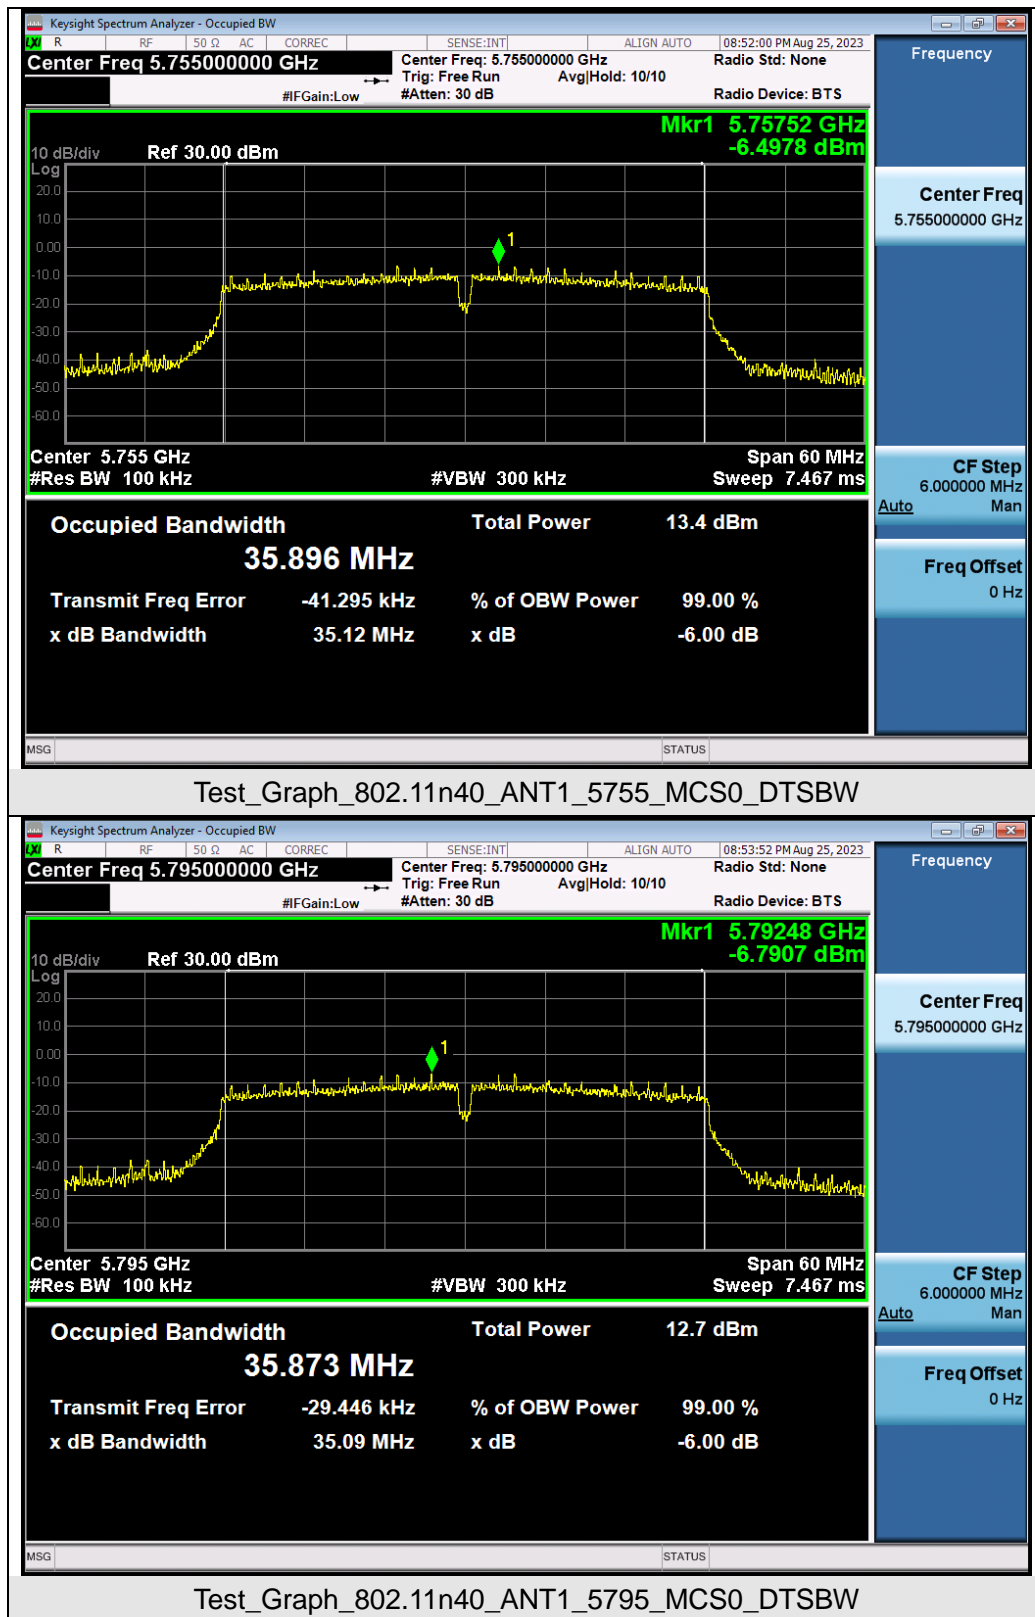 Keysight Spectrum Analyzer - Occupied BW
LXI R RF 50 Ω AC CORREC SENSE:INT ALIGN AUTO 08:52:00 PM Aug 25, 2023
Center Freq 5.755000000 GHz
Center Freq: 5.755000000 GHz
Radio Std: None
Trig: Free Run Avg|Hold: 10/10
#IFGain:Low #Atten: 30 dB Radio Device: BTS
Frequency
Mkr1 5.75752 GHz
-6.4978 dBm
10 dB/div Ref 30.00 dBm
Log
20.0
10.0
0.00
-10.0
-20.0
-30.0
-40.0
-50.0
-60.0
1
Center Freq
5.755000000 GHz
Center 5.755 GHz Span 60 MHz
#Res BW 100 kHz #VBW 300 kHz Sweep 7.467 ms
CF Step
6.000000 MHz
Auto Man
Freq Offset
0 Hz
Occupied Bandwidth Total Power 13.4 dBm
35.896 MHz
Transmit Freq Error -41.295 kHz % of OBW Power 99.00 %
x dB Bandwidth 35.12 MHz x dB -6.00 dB
MSG STATUS
Test_Graph_802.11n40_ANT1_5755_MCS0_DTSBW
Keysight Spectrum Analyzer - Occupied BW
LXI R RF 50 Ω AC CORREC SENSE:INT ALIGN AUTO 08:53:52 PM Aug 25, 2023
Center Freq 5.795000000 GHz
Center Freq: 5.795000000 GHz
Radio Std: None
Trig: Free Run Avg|Hold: 10/10
#IFGain:Low #Atten: 30 dB Radio Device: BTS
Frequency
Mkr1 5.79248 GHz
-6.7907 dBm
10 dB/div Ref 30.00 dBm
Log
20.0
10.0
0.00
-10.0
-20.0
-30.0
-40.0
-50.0
-60.0
1
Center Freq
5.795000000 GHz
Center 5.795 GHz Span 60 MHz
#Res BW 100 kHz #VBW 300 kHz Sweep 7.467 ms
CF Step
6.000000 MHz
Auto Man
Freq Offset
0 Hz
Occupied Bandwidth Total Power 12.7 dBm
35.873 MHz
Transmit Freq Error -29.446 kHz % of OBW Power 99.00 %
x dB Bandwidth 35.09 MHz x dB -6.00 dB
MSG STATUS
Test_Graph_802.11n40_ANT1_5795_MCS0_DTSBW